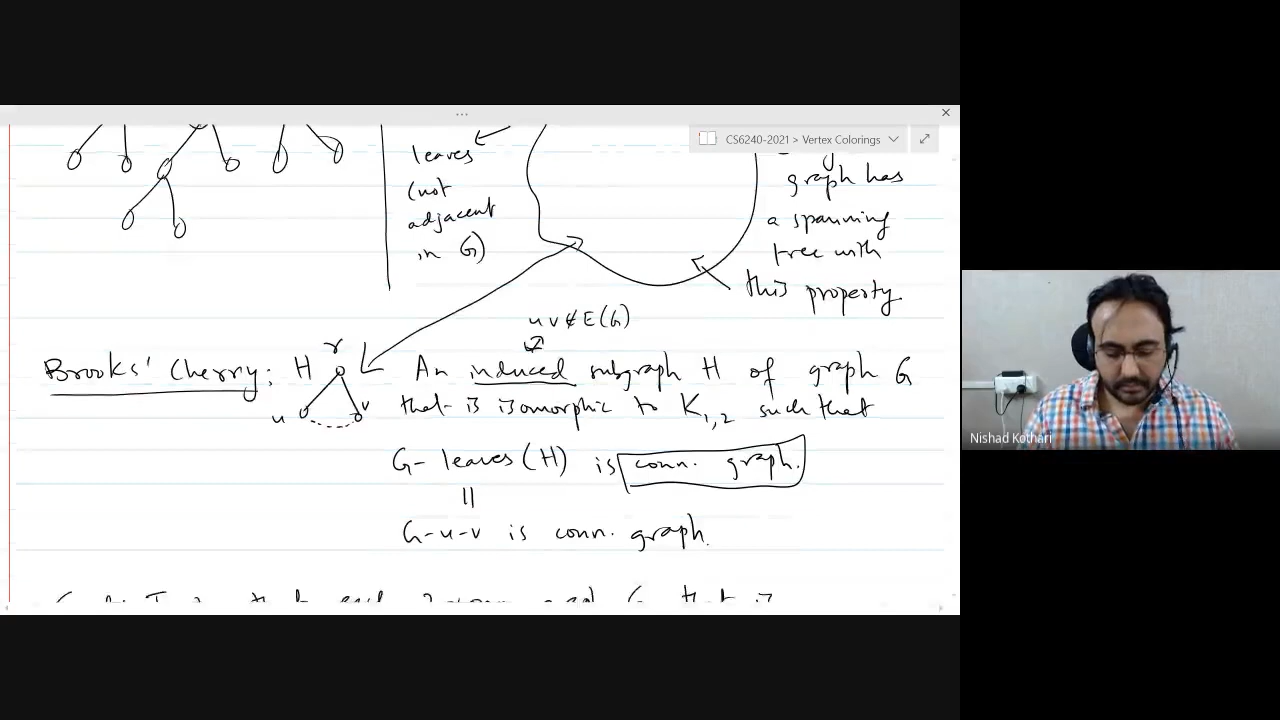 CS6240-2021 > Vertex Colorings
leaves
(not
adjacent
in G)
graph has
a spanning
tree with
this property
uv∉E(G)
Brooks' Cherry: H r An induced subgraph H of graph G
u v that is isomorphic to K1,2 such that
G- leaves(H) is conn. graph.
||
G-u-v is conn. graph.
Nishad Kothari